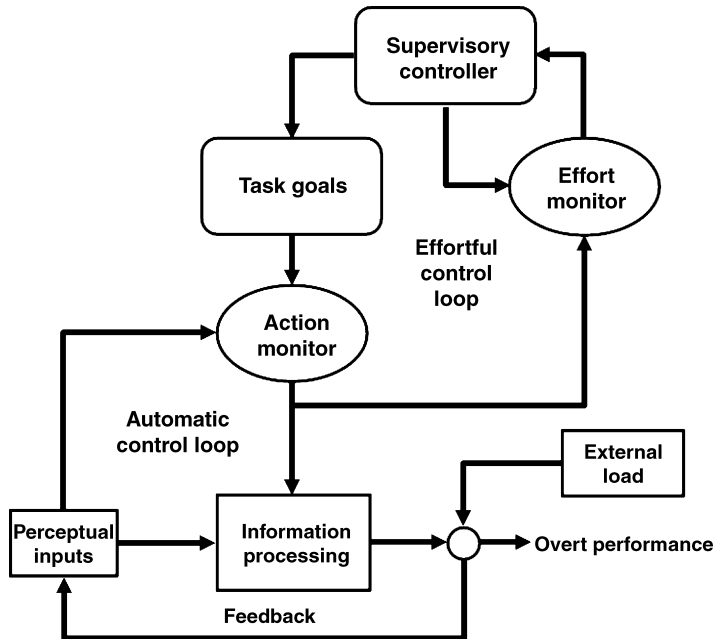 Supervisory
controller
Task goals
Effort
monitor
Effortful
control
loop
Action
monitor
Automatic
control loop
External
load
Perceptual
inputs
Information
processing
Overt performance
Feedback